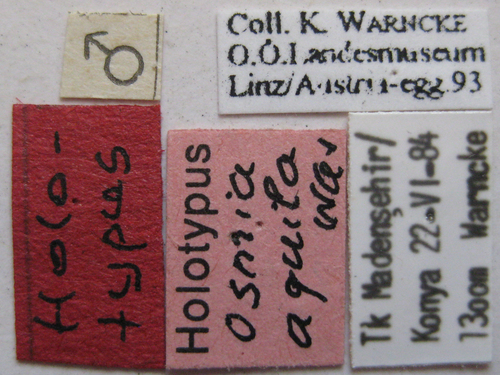 ♂
Coll. K. WARNCKE
O.Ö.Landesmuseum
Linz/Austria-egg.93
Holo-
typus
Holotypus
Osmia
aquila
War
Tk Madenşehir/
Konya 22-VI-84
1300m Warncke